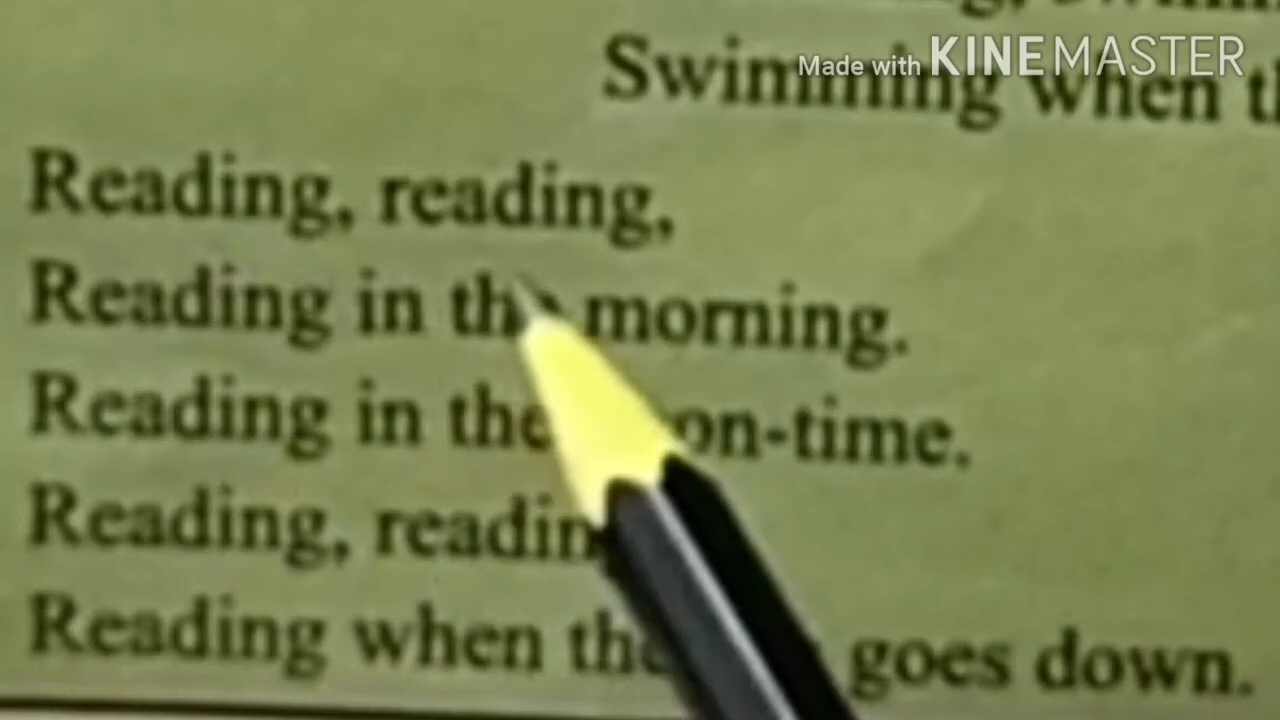 Made with KINEMASTER
Swimming when
Reading, reading,
Reading in the morning.
Reading in the on-time.
Reading, readin
Reading when the goes down.